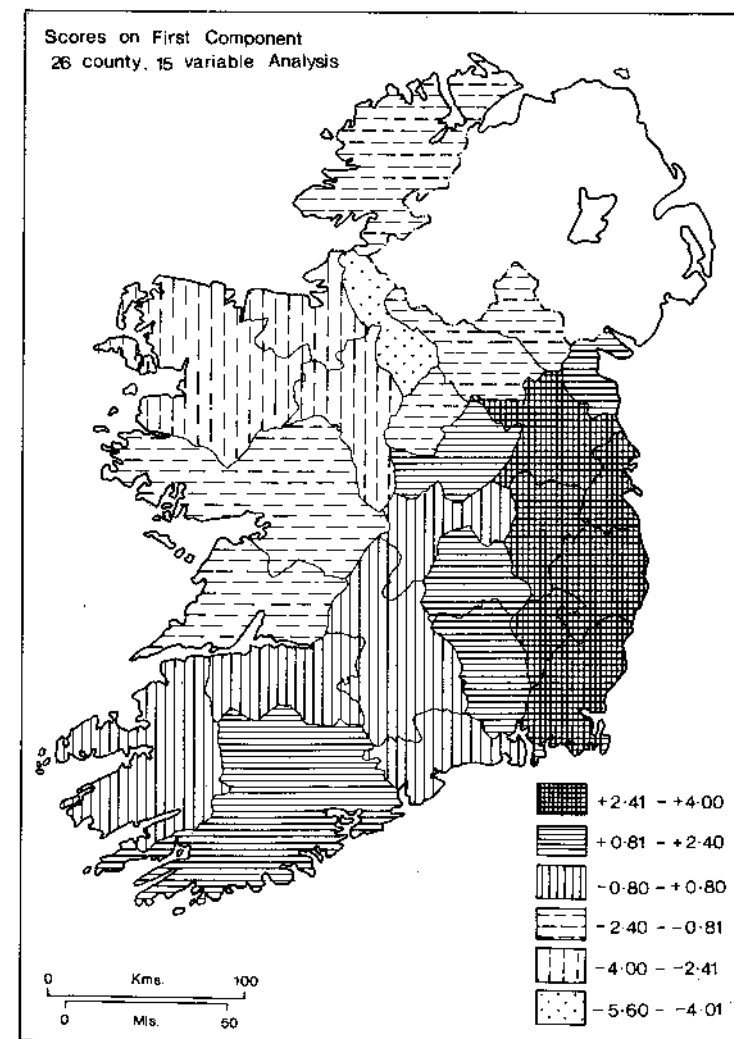 Scores on First Component
26 county, 15 variable Analysis
+2·41 - +4·00
+0·81 - +2·40
-0·80 - +0·80
-2·40 - -0·81
-4·00 - -2·41
-5·60 - -4·01
0 Kms. 100
0 Mls. 50